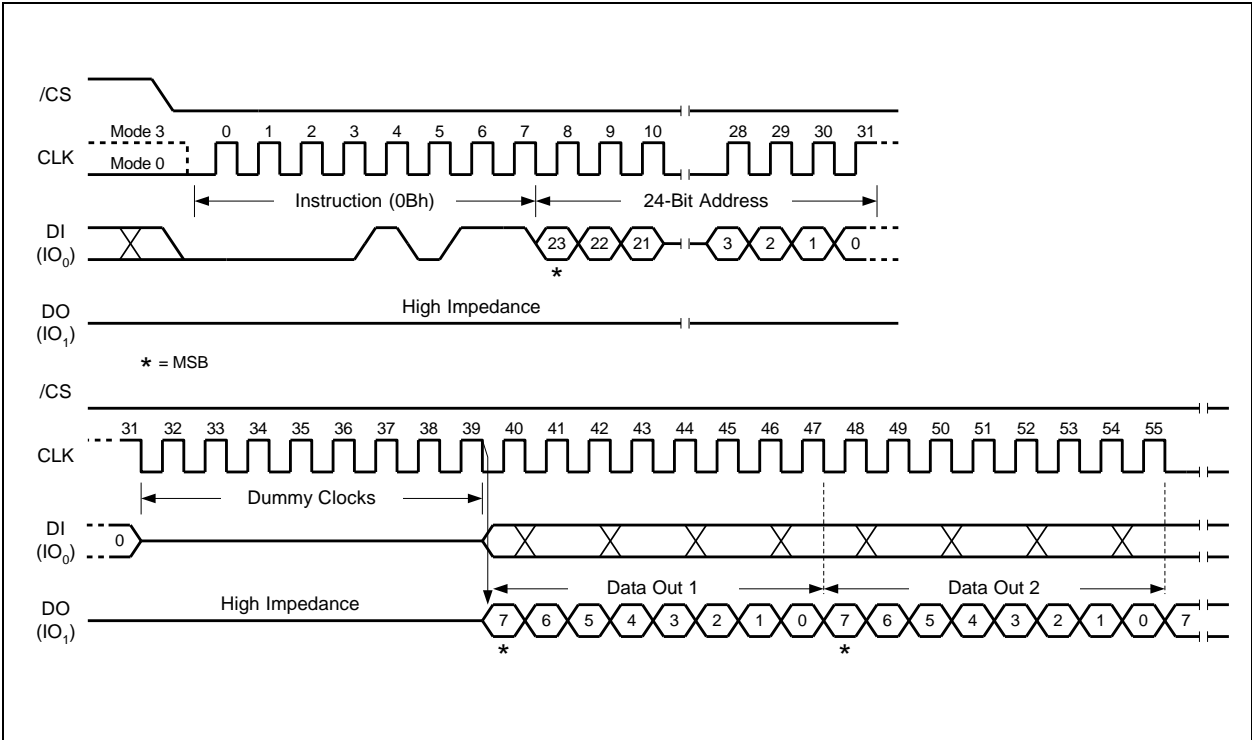 /CS
Mode 3 0 1 2 3 4 5 6 7 8 9 10 28 29 30 31
CLK
Mode 0
Instruction (0Bh) 24-Bit Address
DI
(IO0) 23 22 21 3 2 1 0
*
High Impedance
DO
(IO1)
* = MSB
/CS
31 32 33 34 35 36 37 38 39 40 41 42 43 44 45 46 47 48 49 50 51 52 53 54 55
CLK
Dummy Clocks
DI
(IO0) 0
Data Out 1 Data Out 2
High Impedance
DO
(IO1) 7 6 5 4 3 2 1 0 7 6 5 4 3 2 1 0 7
* *